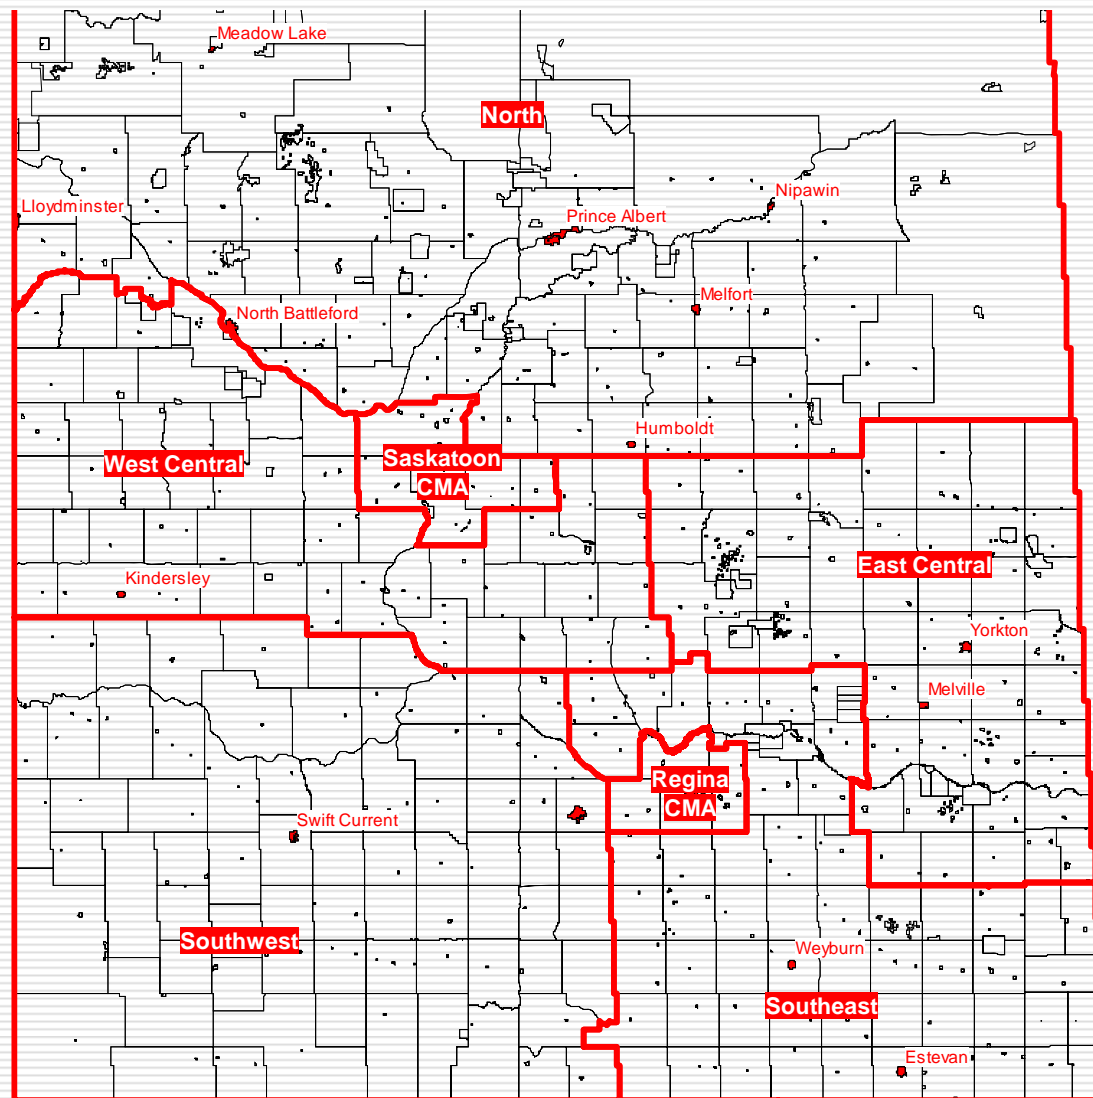 Meadow Lake
North
Nipawin
Lloydminster
Prince Albert
Melfort
North Battleford
Humboldt
West Central
Saskatoon
CMA
East Central
Kindersley
Yorkton
Melville
Regina
CMA
Swift Current
Southwest
Weyburn
Southeast
Estevan